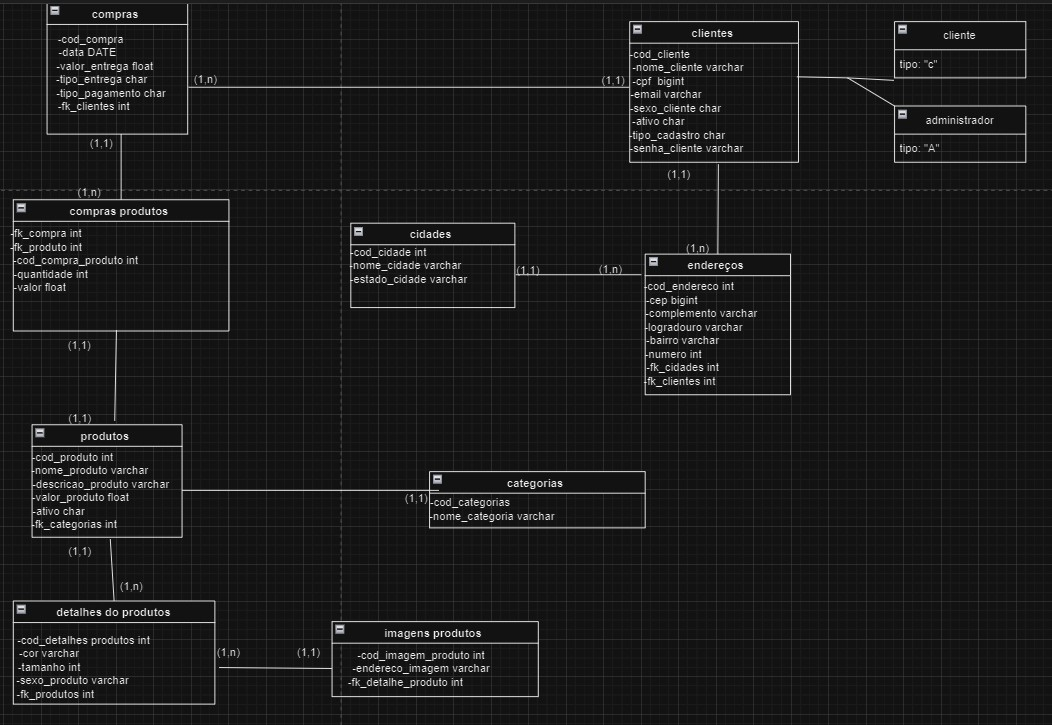 compras
-cod_compra
-data DATE
-valor_entrega float
-tipo_entrega char
-tipo_pagamento char
-fk_clientes int
(1,n)
(1,1)
(1,1)
clientes
-cod_cliente
-nome_cliente varchar
-cpf bigint
-email varchar
-sexo_cliente char
-ativo char
-tipo_cadastro char
-senha_cliente varchar
(1,1)
cliente
tipo: "c"
administrador
tipo: "A"
(1,n)
compras produtos
-fk_compra int
-fk_produto int
-cod_compra_produto int
-quantidade int
-valor float
(1,1)
cidades
-cod_cidade int
-nome_cidade varchar
-estado_cidade varchar
(1,1)
(1,n)
(1,n)
endereços
-cod_endereco int
-cep bigint
-complemento varchar
-logradouro varchar
-bairro varchar
-numero int
-fk_cidades int
-fk_clientes int
(1,1)
produtos
-cod_produto int
-nome_produto varchar
-descricao_produto varchar
-valor_produto float
-ativo char
-fk_categorias int
(1,1)
(1,1)
categorias
-cod_categorias
-nome_categoria varchar
(1,n)
detalhes do produtos
-cod_detalhes produtos int
-cor varchar
-tamanho int
-sexo_produto varchar
-fk_produtos int
(1,n)
(1,1)
imagens produtos
-cod_imagem_produto int
-endereco_imagem varchar
-fk_detalhe_produto int